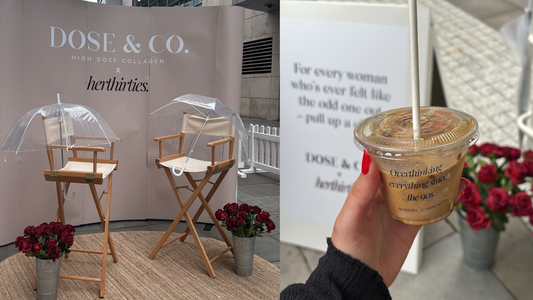 DOSE & CO.
HIGH DOSE COLLAGEN
x
herthirties.
For every woman
who's ever felt like
the odd one out
– pull up a
DOSE & C
x
herthirtie
Overthinking
everything since
the 90s